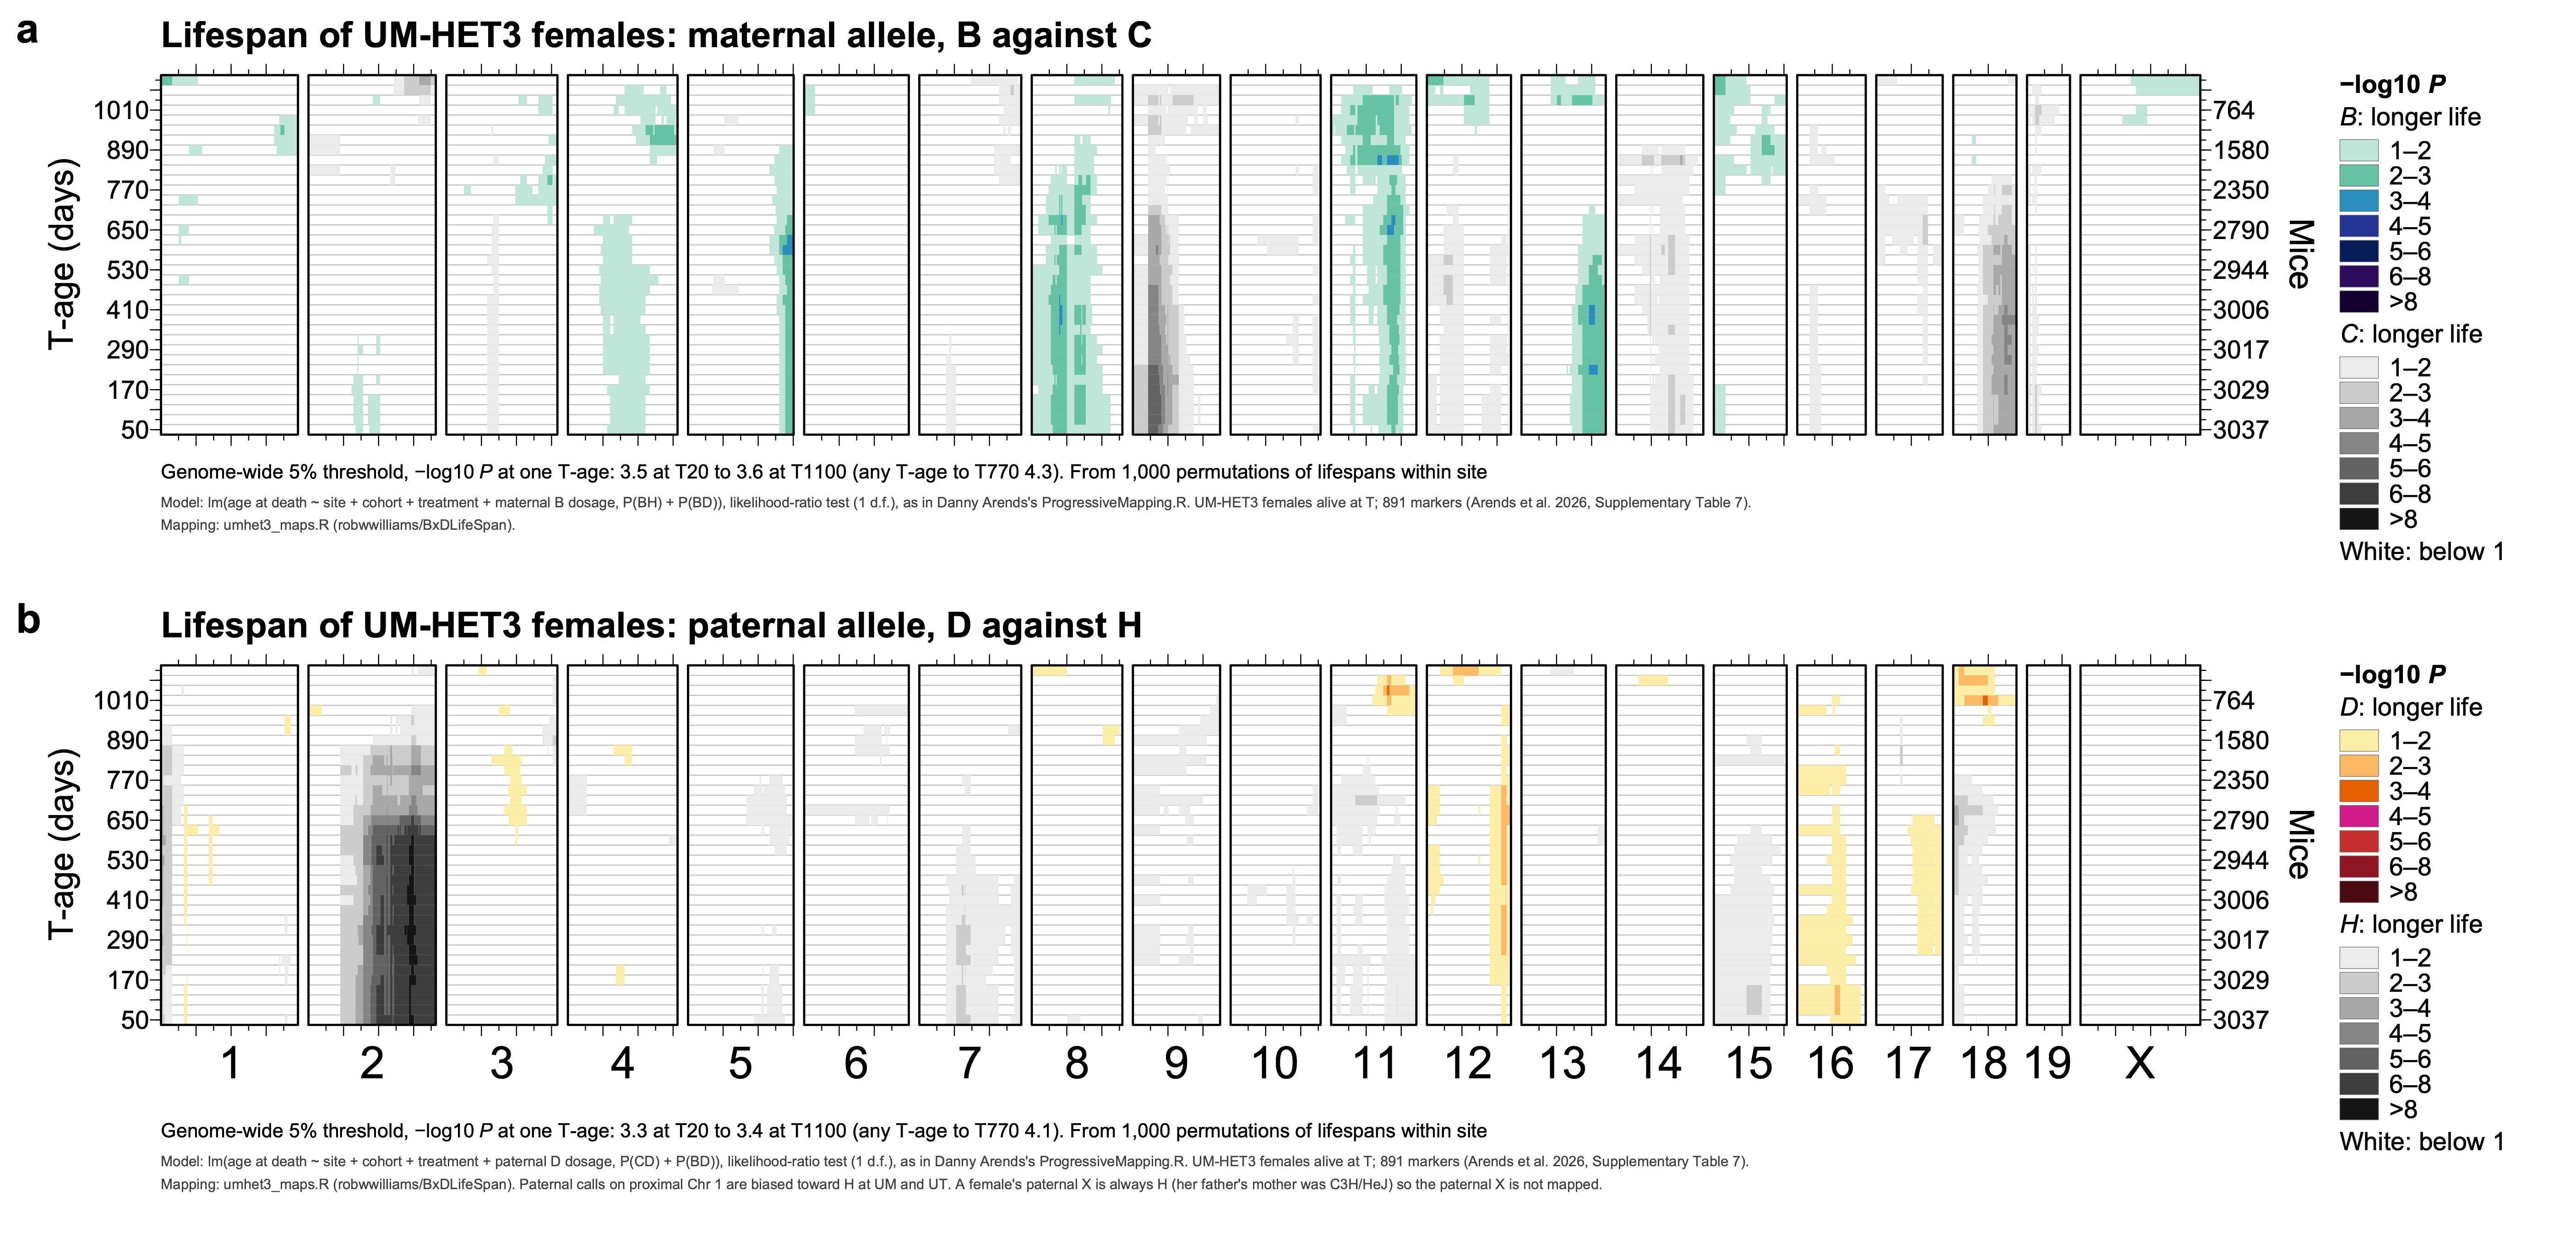 a
Lifespan of UM-HET3 females: maternal allele, B against C
T-age (days)
1010
890
770
650
530
410
290
170
50
764
1580
2350
2790
2944
3006
3017
3029
3037
Mice
−log10 P
B: longer life
1–2
2–3
3–4
4–5
5–6
6–8
>8
C: longer life
1–2
2–3
3–4
4–5
5–6
6–8
>8
White: below 1
Genome-wide 5% threshold, −log10 P at one T-age: 3.5 at T20 to 3.6 at T1100 (any T-age to T770 4.3). From 1,000 permutations of lifespans within site
Model: lm(age at death ~ site + cohort + treatment + maternal B dosage, P(BH) + P(BD)), likelihood-ratio test (1 d.f.), as in Danny Arends's ProgressiveMapping.R. UM-HET3 females alive at T; 891 markers (Arends et al. 2026, Supplementary Table 7).
Mapping: umhet3_maps.R (robwwilliams/BxDLifeSpan).
b
Lifespan of UM-HET3 females: paternal allele, D against H
T-age (days)
1010
890
770
650
530
410
290
170
50
764
1580
2350
2790
2944
3006
3017
3029
3037
Mice
−log10 P
D: longer life
1–2
2–3
3–4
4–5
5–6
6–8
>8
H: longer life
1–2
2–3
3–4
4–5
5–6
6–8
>8
White: below 1
1 2 3 4 5 6 7 8 9 10 11 12 13 14 15 16 17 18 19 X
Genome-wide 5% threshold, −log10 P at one T-age: 3.3 at T20 to 3.4 at T1100 (any T-age to T770 4.1). From 1,000 permutations of lifespans within site
Model: lm(age at death ~ site + cohort + treatment + paternal D dosage, P(CD) + P(BD)), likelihood-ratio test (1 d.f.), as in Danny Arends's ProgressiveMapping.R. UM-HET3 females alive at T; 891 markers (Arends et al. 2026, Supplementary Table 7).
Mapping: umhet3_maps.R (robwwilliams/BxDLifeSpan). Paternal calls on proximal Chr 1 are biased toward H at UM and UT. A female's paternal X is always H (her father's mother was C3H/HeJ) so the paternal X is not mapped.